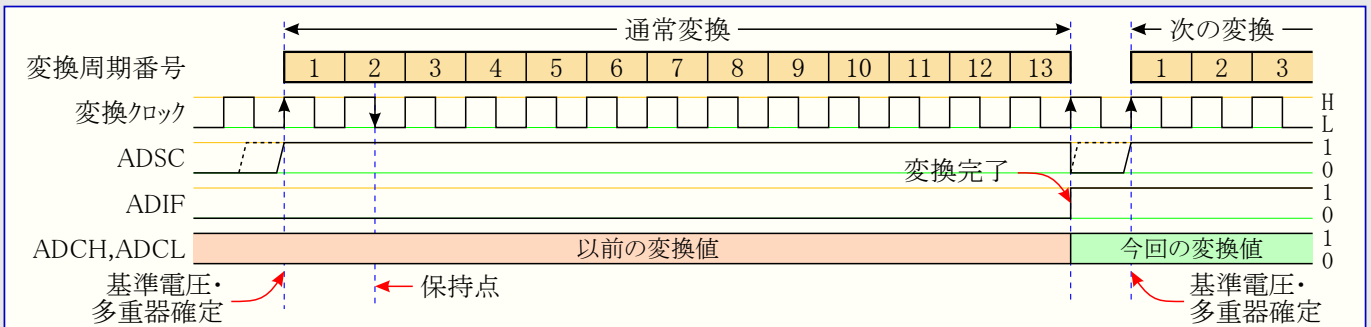 通常変換
次の変換
変換周期番号 1 2 3 4 5 6 7 8 9 10 11 12 13 1 2 3
変換クロック H L
ADSC 1 0
変換完了
ADIF 1 0
ADCH,ADCL 以前の変換値 今回の変換値 1 0
基準電圧・
多重器確定
保持点
基準電圧・
多重器確定